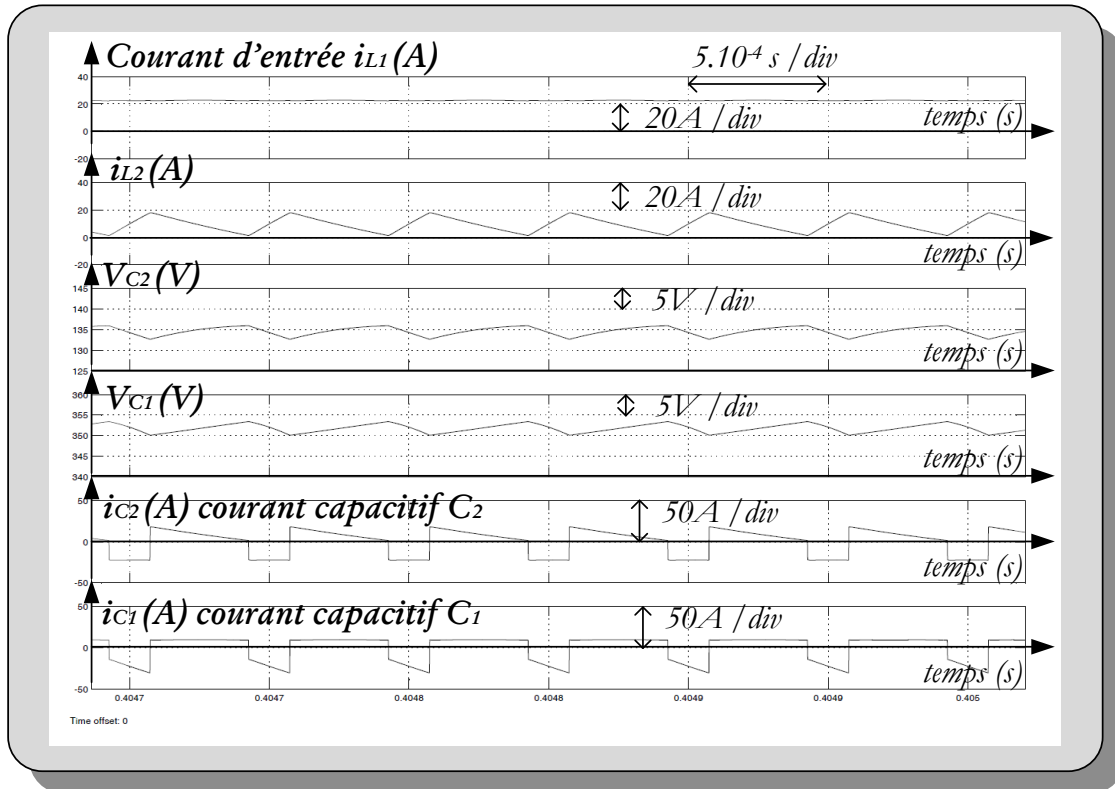 Courant d'entrée iL1(A)
5.10⁴ s /div
40
20
0
-20
20A /div
temps (s)
iL2(A)
40
20
0
-20
20A /div
temps (s)
VC2(V)
145
140
135
130
125
5V /div
temps (s)
VC1(V)
360
355
350
345
340
5V /div
temps (s)
iC2(A) courant capacitif C2
50
0
-50
50A /div
temps (s)
iC1(A) courant capacitif C1
50
0
-50
50A /div
temps (s)
0.4047 0.4047 0.4048 0.4048 0.4049 0.4049 0.405
Time offset: 0